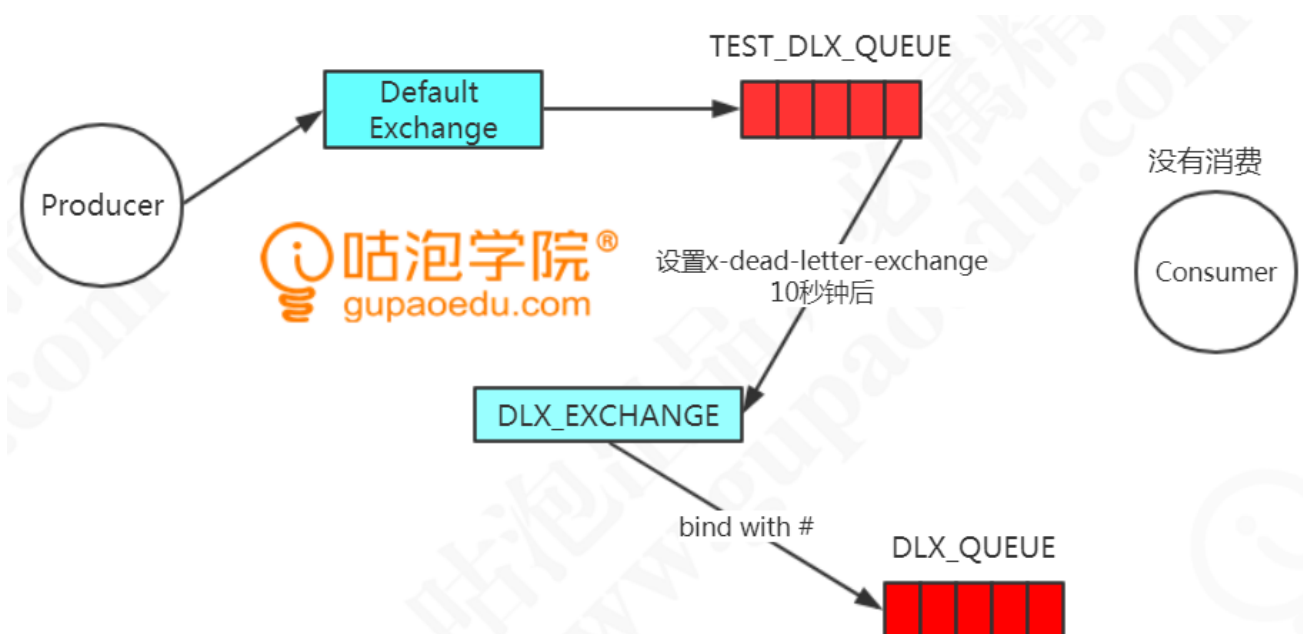 TEST_DLX_QUEUE
Default
Exchange
没有消费
Producer
咕泡学院®
gupaoedu.com
设置x-dead-letter-exchange
10秒钟后
Consumer
DLX_EXCHANGE
bind with #
DLX_QUEUE